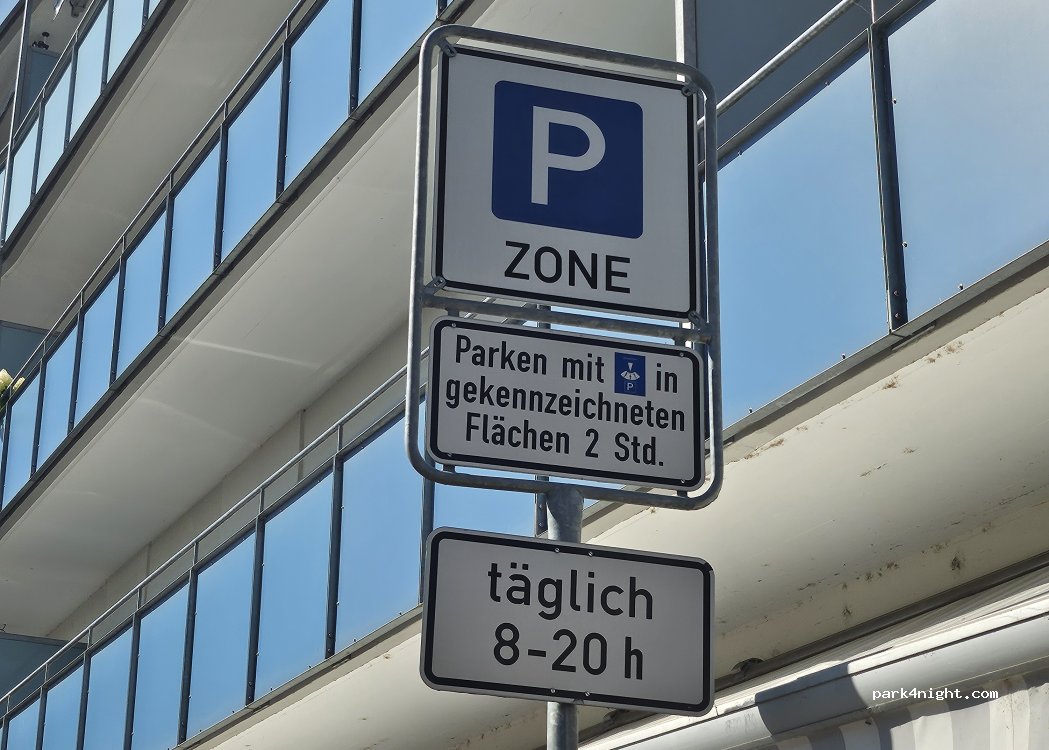 P
ZONE
Parken mit P in
gekennzeichneten
Flächen 2 Std.
täglich
8-20 h
park4night.com